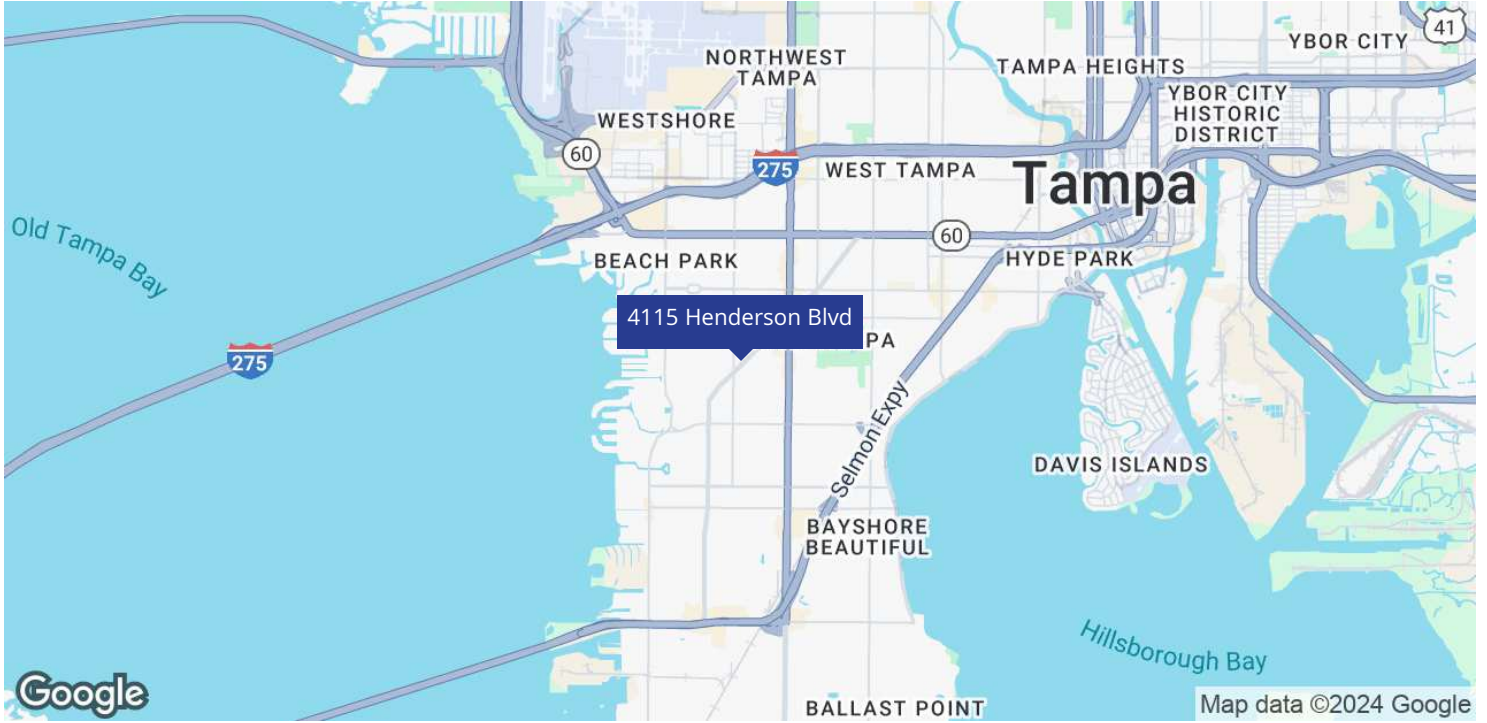 41
YBOR CITY
NORTHWEST
TAMPA
TAMPA HEIGHTS
YBOR CITY
HISTORIC
DISTRICT
WESTSHORE
60
275
WEST TAMPA
Tampa
Old Tampa Bay
60
BEACH PARK
HYDE PARK
4115 Henderson Blvd
PA
275
Selmon Expy
DAVIS ISLANDS
BAYSHORE
BEAUTIFUL
Hillsborough Bay
Google
BALLAST POINT
Map data ©2024 Google